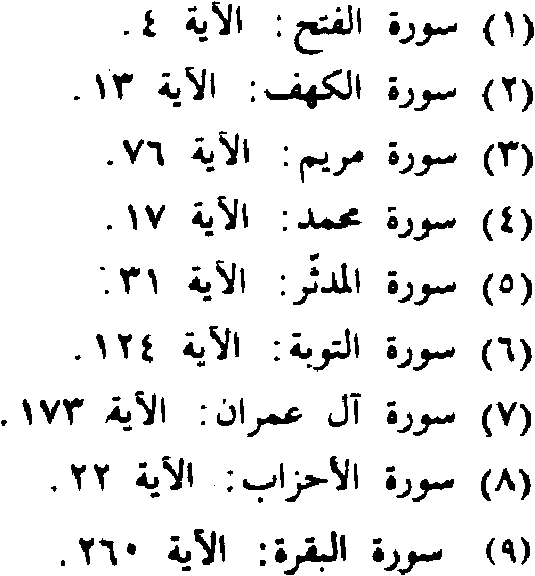 (١) سورة الفتح: الآية ٤.
(٢) سورة الكهف: الآية ١٣.
(٣) سورة مريم: الآية ٧٦.
(٤) سورة محمد: الآية ١٧.
(٥) سورة المدثّر: الآية ٣١.
(٦) سورة التوبة: الآية ١٢٤.
(٧) سورة آل عمران: الآية ١٧٣.
(٨) سورة الأحزاب: الآية ٢٢.
(٩) سورة البقرة: الآية ٢٦٠.